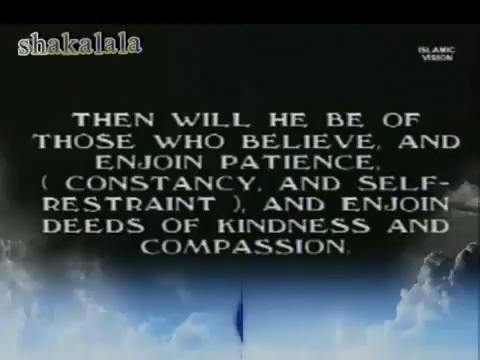 shakalala
ISLAMIC
VISION
THEN WILL HE BE OF
THOSE WHO BELIEVE, AND
ENJOIN PATIENCE,
( CONSTANCY, AND SELF-
RESTRAINT ), AND ENJOIN
DEEDS OF KINDNESS AND
COMPASSION.